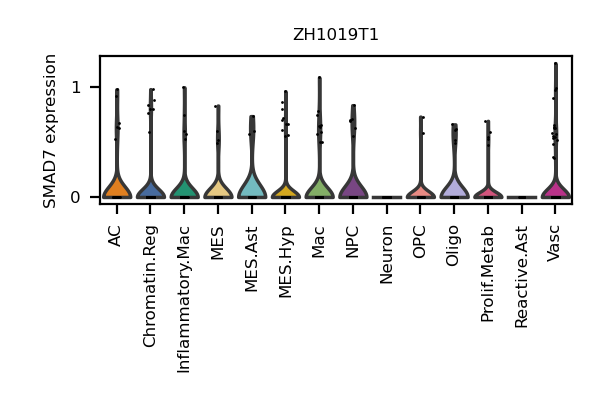 ZH1019T1
SMAD7 expression
1
0
AC
Chromatin.Reg
Inflammatory.Mac
MES
MES.Ast
MES.Hyp
Mac
NPC
Neuron
OPC
Oligo
Prolif.Metab
Reactive.Ast
Vasc